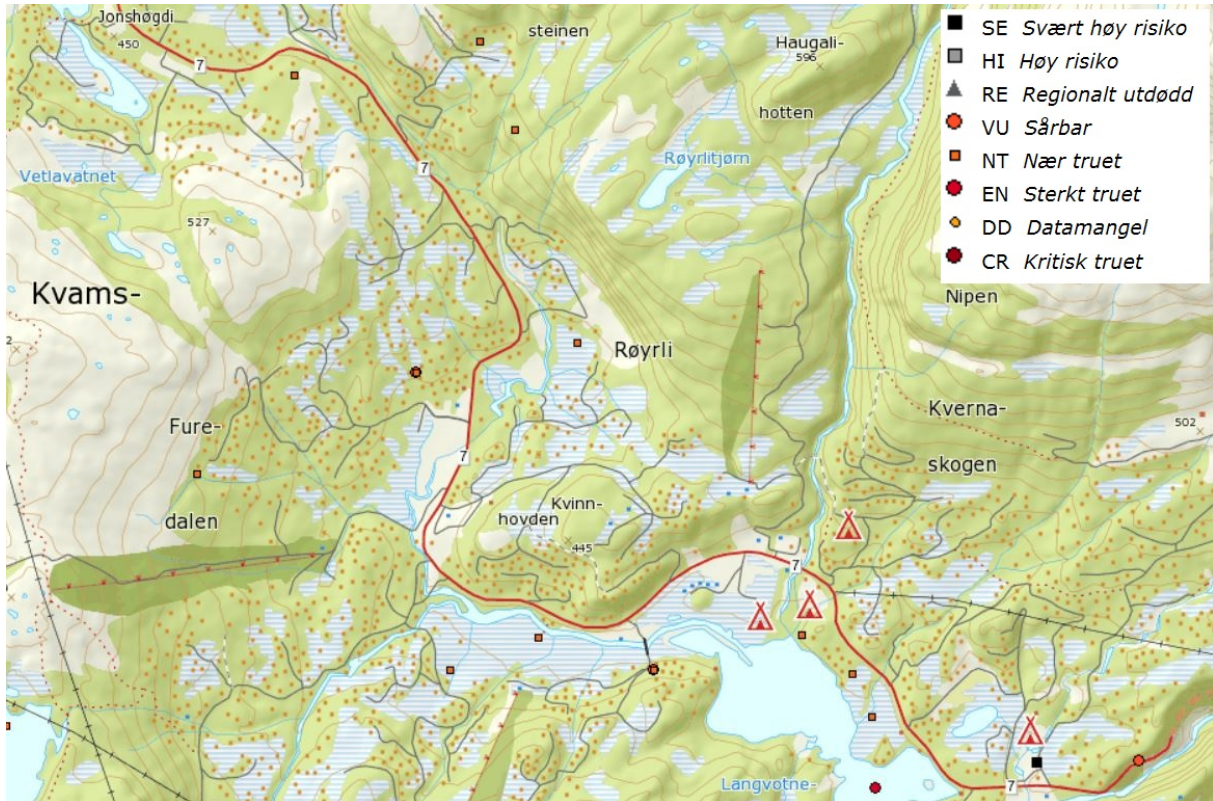 Jonshøgdi
450
7
steinen
Haugali-
596
hotten
7
Røyrlitjørn
Vetlavatnet
527
Kvams-
Røyrli
Nipen
Fure-
dalen
7
Kvinn-
hovden
445
Kverna-
skogen
502
2
7
7
Langvotne-
SE Svært høy risiko
HI Høy risiko
RE Regionalt utdødd
VU Sårbar
NT Nær truet
EN Sterkt truet
DD Datamangel
CR Kritisk truet